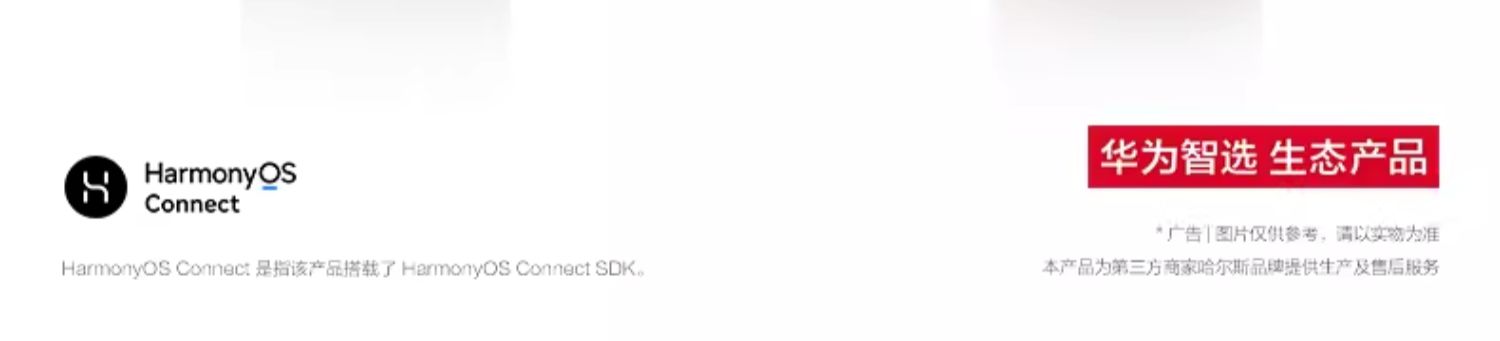 HarmonyOS
Connect
HarmonyOS Connect 是指该产品搭载了 HarmonyOS Connect SDK。
华为智选 生态产品
*广告|图片仅供参考，请以实物为准
本产品为第三方商家哈尔斯品牌提供生产及售后服务